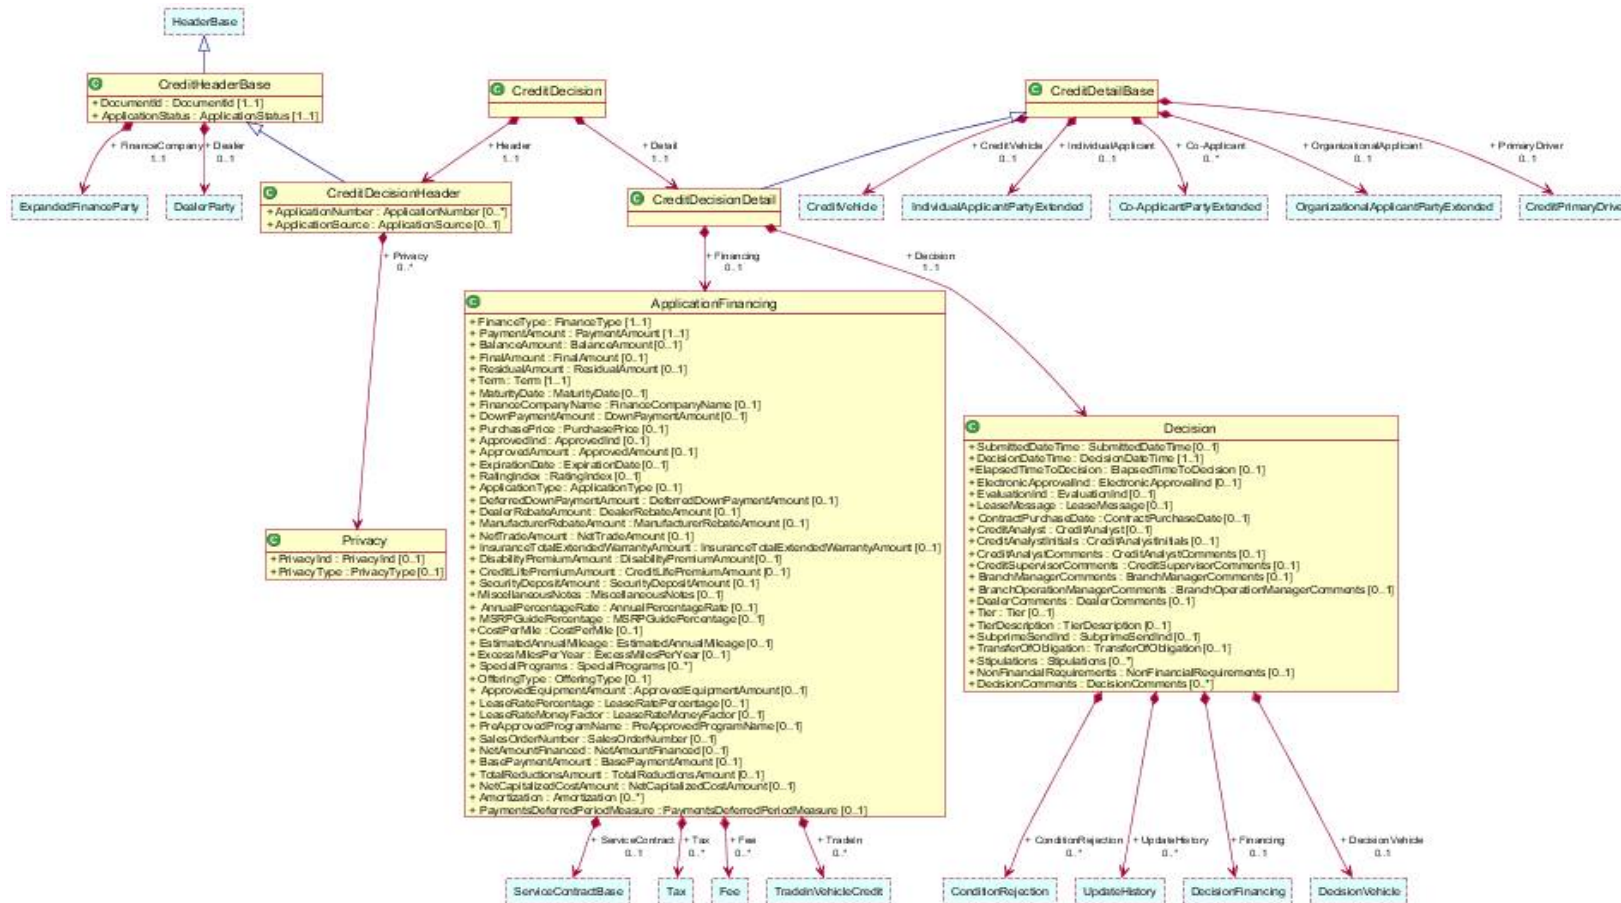 HeaderBase
C CreditHeaderBase
+ DocumentId : DocumentId [1..1]
+ ApplicationStatus : ApplicationStatus [1..1]
C CreditDecision
C CreditDetailBase
+ FinanceCompany
1..1
+ Dealer
0..1
+ Header
1..1
+ Detail
1..1
+ CreditVehicle
0..1
+ IndividualApplicant
0..1
+ Co-Applicant
0..*
+ OrganizationalApplicant
0..1
+ PrimaryDriver
0..1
ExpandedFinanceParty
DealerParty
C CreditDecisionHeader
+ ApplicationNumber : ApplicationNumber [0..*]
+ ApplicationSource : ApplicationSource [0..1]
C CreditDecisionDetail
CreditVehicle
IndividualApplicantPartyExtended
Co-ApplicantPartyExtended
OrganizationalApplicantPartyExtended
CreditPrimaryDrive
+ Privacy
0..*
+ Financing
0..1
+ Decision
1..1
C ApplicationFinancing
+ FinanceType : FinanceType [1..1]
+ PaymentAmount : PaymentAmount [1..1]
+ BalanceAmount : BalanceAmount [0..1]
+ FinalAmount : FinalAmount [0..1]
+ ResidualAmount : ResidualAmount [0..1]
+ Term : Term [1..1]
+ MaturityDate : MaturityDate [0..1]
+ FinanceCompanyName : FinanceCompanyName [0..1]
+ DownPaymentAmount : DownPaymentAmount [0..1]
+ PurchasePrice : PurchasePrice [0..1]
+ ApprovedInd : ApprovedInd [0..1]
+ ApprovedAmount : ApprovedAmount [0..1]
+ ExpirationDate : ExpirationDate [0..1]
+ RatingIndex : RatingIndex [0..1]
+ ApplicationType : ApplicationType [0..1]
+ DeferredDownPaymentAmount : DeferredDownPaymentAmount [0..1]
+ DealerRebateAmount : DealerRebateAmount [0..1]
+ ManufacturerRebateAmount : ManufacturerRebateAmount [0..1]
+ NetTradeAmount : NetTradeAmount [0..1]
+ InsuranceTotalExtendedWarrantyAmount : InsuranceTotalExtendedWarrantyAmount [0..1]
+ DisabilityPremiumAmount : DisabilityPremiumAmount [0..1]
+ CreditLifePremiumAmount : CreditLifePremiumAmount [0..1]
+ SecurityDepositAmount : SecurityDepositAmount [0..1]
+ MiscellaneousNotes : MiscellaneousNotes [0..1]
+ AnnualPercentageRate : AnnualPercentageRate [0..1]
+ MSRPGuidePercentage : MSRPGuidePercentage [0..1]
+ CostPerMile : CostPerMile [0..1]
+ EstimatedAnnualMileage : EstimatedAnnualMileage [0..1]
+ ExcessMilesPerYear : ExcessMilesPerYear [0..1]
+ SpecialPrograms : SpecialPrograms [0..*]
+ OfferingType : OfferingType [0..1]
+ ApprovedEquipmentAmount : ApprovedEquipmentAmount [0..1]
+ LeaseRatePercentage : LeaseRatePercentage [0..1]
+ LeaseRateMoneyFactor : LeaseRateMoneyFactor [0..1]
+ PreApprovedProgramName : PreApprovedProgramName [0..1]
+ SalesOrderNumber : SalesOrderNumber [0..1]
+ NetAmountFinanced : NetAmountFinanced [0..1]
+ BasePaymentAmount : BasePaymentAmount [0..1]
+ TotalReductionsAmount : TotalReductionsAmount [0..1]
+ NetCapitalizedCostAmount : NetCapitalizedCostAmount [0..1]
+ Amortization : Amortization [0..*]
+ PaymentsDeferredPeriodMeasure : PaymentsDeferredPeriodMeasure [0..1]
C Decision
+ SubmittedDateTime : SubmittedDateTime [0..1]
+ DecisionDateTime : DecisionDateTime [1..1]
+ ElapsedTimeToDecision : ElapsedTimeToDecision [0..1]
+ ElectronicApprovalInd : ElectronicApprovalInd [0..1]
+ EvaluationInd : EvaluationInd [0..1]
+ LeaseMessage : LeaseMessage [0..1]
+ ContractPurchaseDate : ContractPurchaseDate [0..1]
+ CreditAnalyst : CreditAnalyst [0..1]
+ CreditAnalystInitials : CreditAnalystInitials [0..1]
+ CreditAnalystComments : CreditAnalystComments [0..1]
+ CreditSupervisorComments : CreditSupervisorComments [0..1]
+ BranchManagerComments : BranchManagerComments [0..1]
+ BranchOperationManagerComments : BranchOperationManagerComments [0..1]
+ DealerComments : DealerComments [0..1]
+ Tier : Tier [0..1]
+ TierDescription : TierDescription [0..1]
+ SubprimeSendInd : SubprimeSendInd [0..1]
+ TransferOfObligation : TransferOfObligation [0..1]
+ Stipulations : Stipulations [0..*]
+ NonFinancialRequirements : NonFinancialRequirements [0..1]
+ DecisionComments : DecisionComments [0..*]
C Privacy
+ PrivacyInd : PrivacyInd [0..1]
+ PrivacyType : PrivacyType [0..1]
+ ServiceContract
0..1
+ Tax
0..*
+ Fee
0..*
+ TradeIn
0..*
+ ConditionRejection
0..*
+ UpdateHistory
0..*
+ Financing
0..1
+ DecisionVehicle
0..1
ServiceContractBase
Tax
Fee
TradeInVehicleCredit
ConditionRejection
UpdateHistory
DecisionFinancing
DecisionVehicle